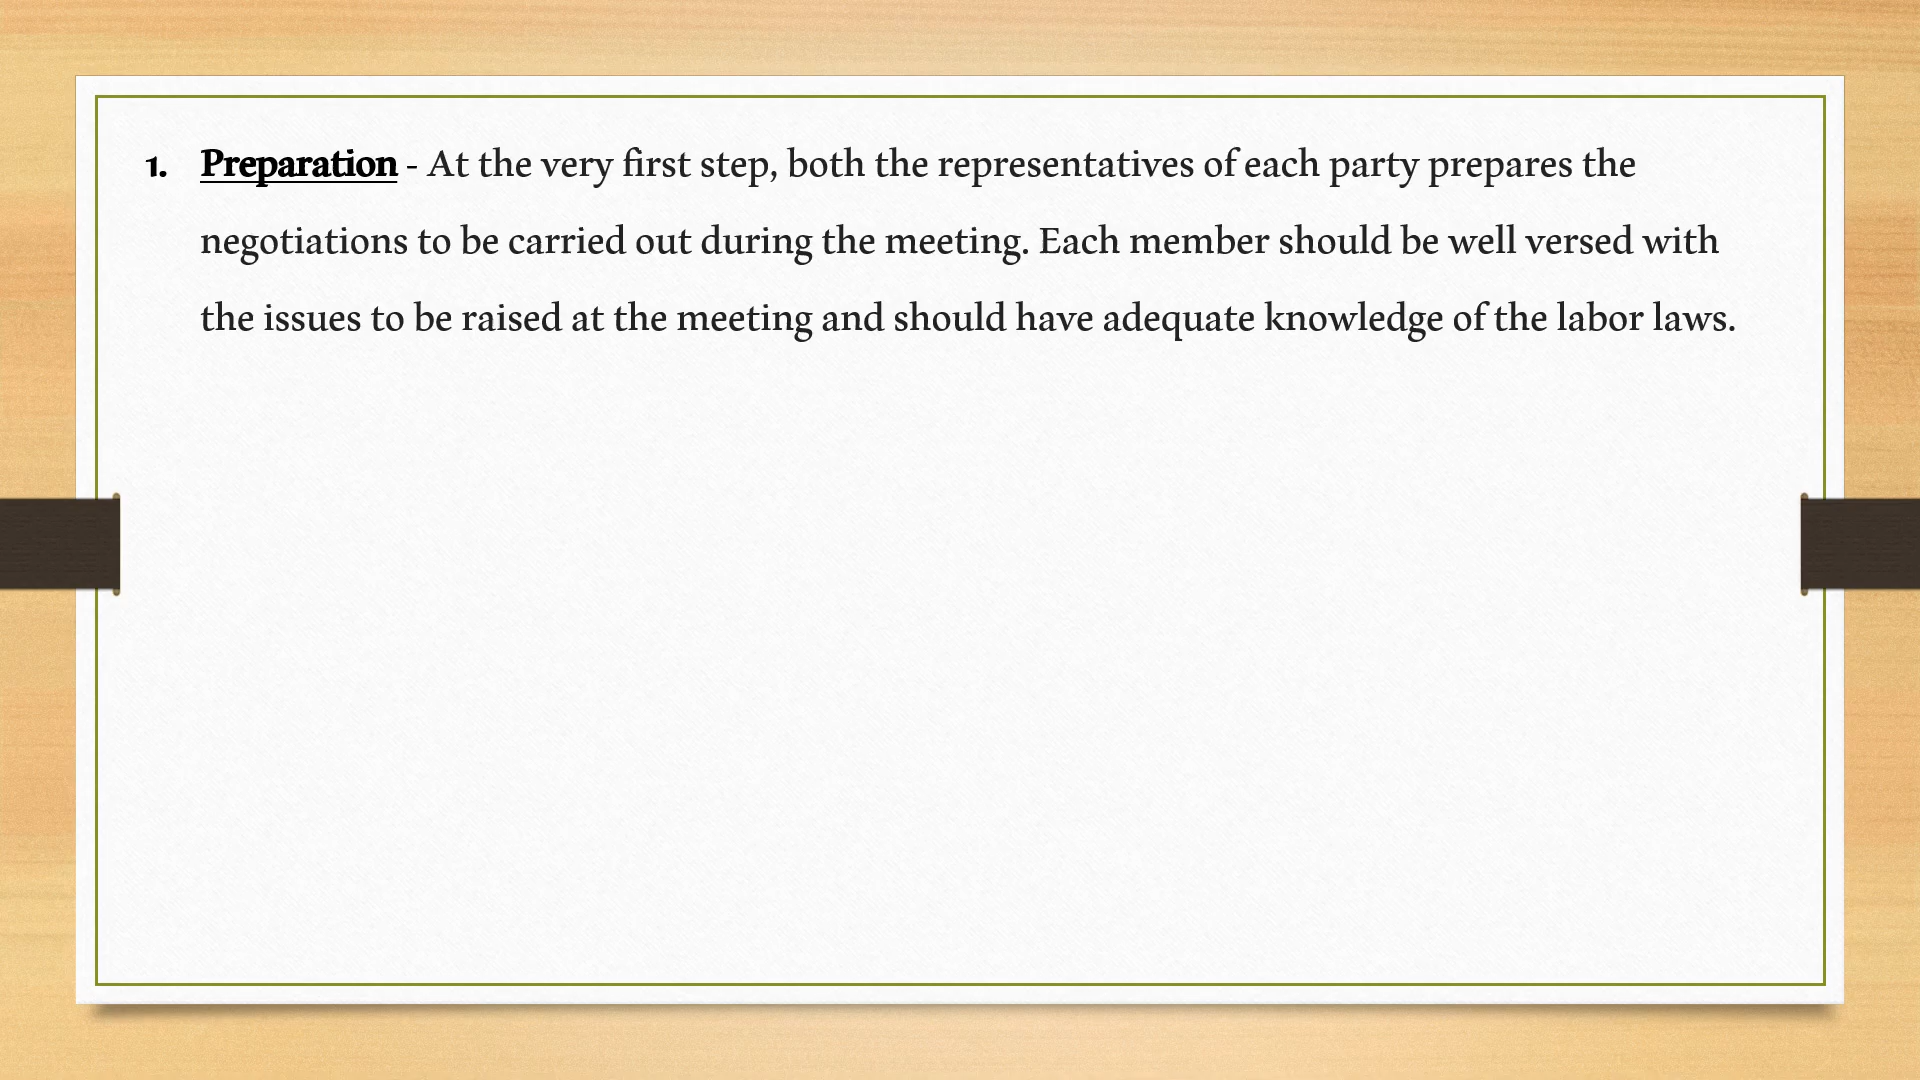 1. Preparation - At the very first step, both the representatives of each party prepares the
negotiations to be carried out during the meeting. Each member should be well versed with
the issues to be raised at the meeting and should have adequate knowledge of the labor laws.